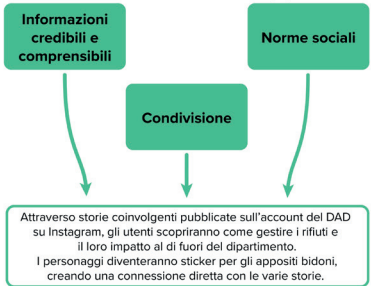 Informazioni
credibili e
comprensibili
Norme sociali
Condivisione
Attraverso storie coinvolgenti pubblicate sull'account del DAD
su Instagram, gli utenti scopriranno come gestire i rifiuti e
il loro impatto al di fuori del dipartimento.
I personaggi diventeranno sticker per gli appositi bidoni,
creando una connessione diretta con le varie storie.